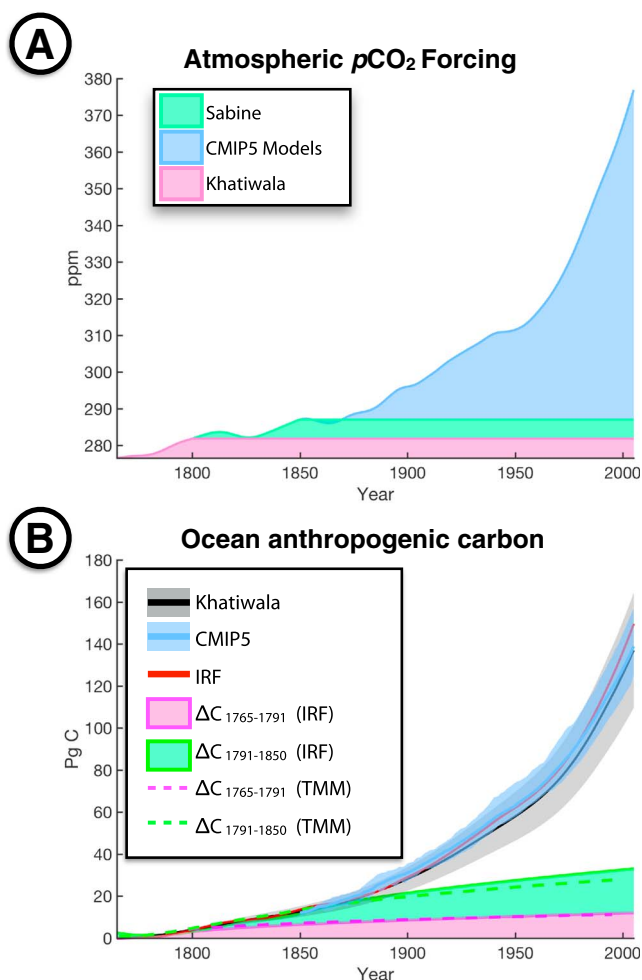 A
Atmospheric pCO₂ Forcing
380
370
360
350
340
330
320
310
300
290
280
ppm
Sabine
CMIP5 Models
Khatiwala
1800 1850 1900 1950 2000
Year
B
Ocean anthropogenic carbon
180
160
140
120
100
80
60
40
20
0
Pg C
Khatiwala
CMIP5
IRF
ΔC 1765-1791 (IRF)
ΔC 1791-1850 (IRF)
ΔC 1765-1791 (TMM)
ΔC 1791-1850 (TMM)
1800 1850 1900 1950 2000
Year